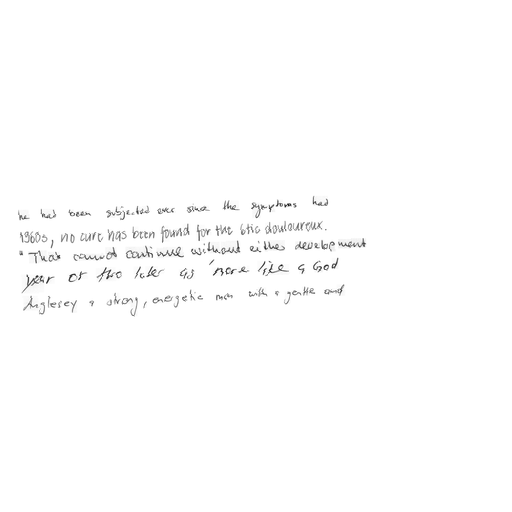 he had been subjected ever since the symptoms had
1960s, no cure has been found for the tic douloureux.
" This cannot continue without either development
year or two later as 'more like a God
Anglesey a strong, energetic man with a gentle and